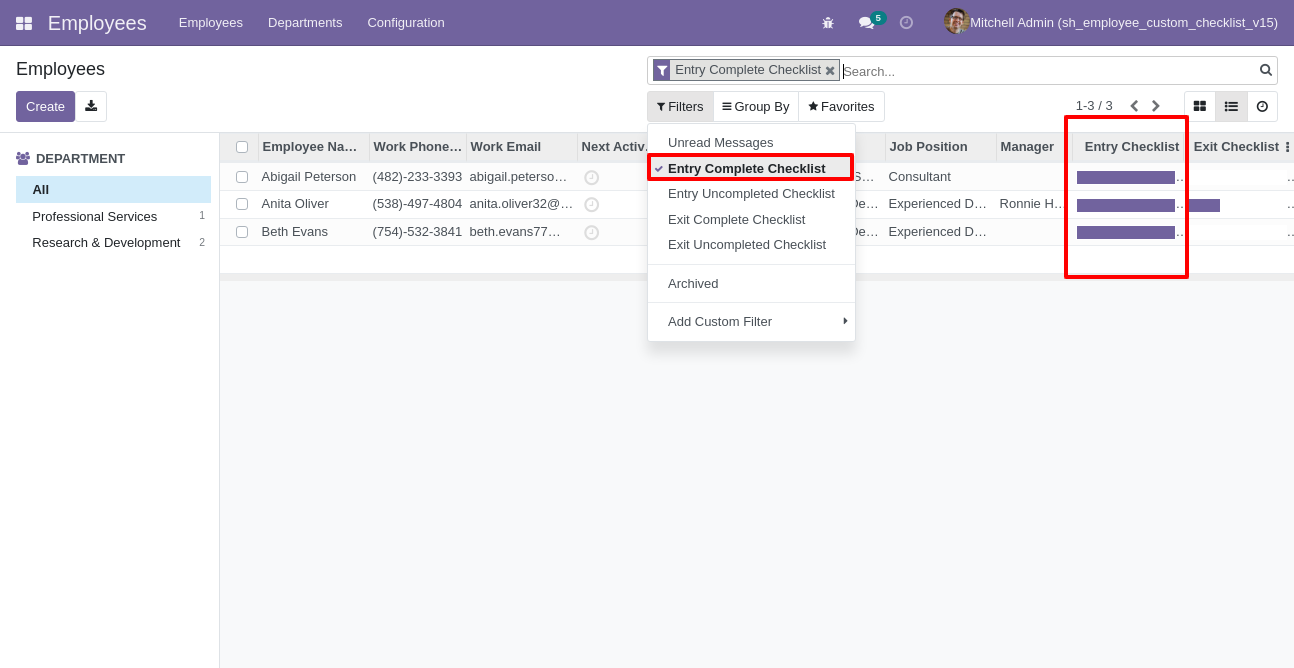 Employees Employees Departments Configuration 5 Mitchell Admin (sh_employee_custom_checklist_v15)
Employees
Entry Complete Checklist Search...
Create Filters Group By Favorites 1-3 / 3
DEPARTMENT
All
Professional Services 1
Research & Development 2
Employee Na... Work Phone... Work Email Next Activ... Job Position Manager Entry Checklist Exit Checklist
Abigail Peterson (482)-233-3393 abigail.peterso... S... Consultant ...
Anita Oliver (538)-497-4804 anita.oliver32@... De... Experienced D... Ronnie H... ...
Beth Evans (754)-532-3841 beth.evans77... De... Experienced D... ...
Unread Messages
Entry Complete Checklist
Entry Uncompleted Checklist
Exit Complete Checklist
Exit Uncompleted Checklist
Archived
Add Custom Filter